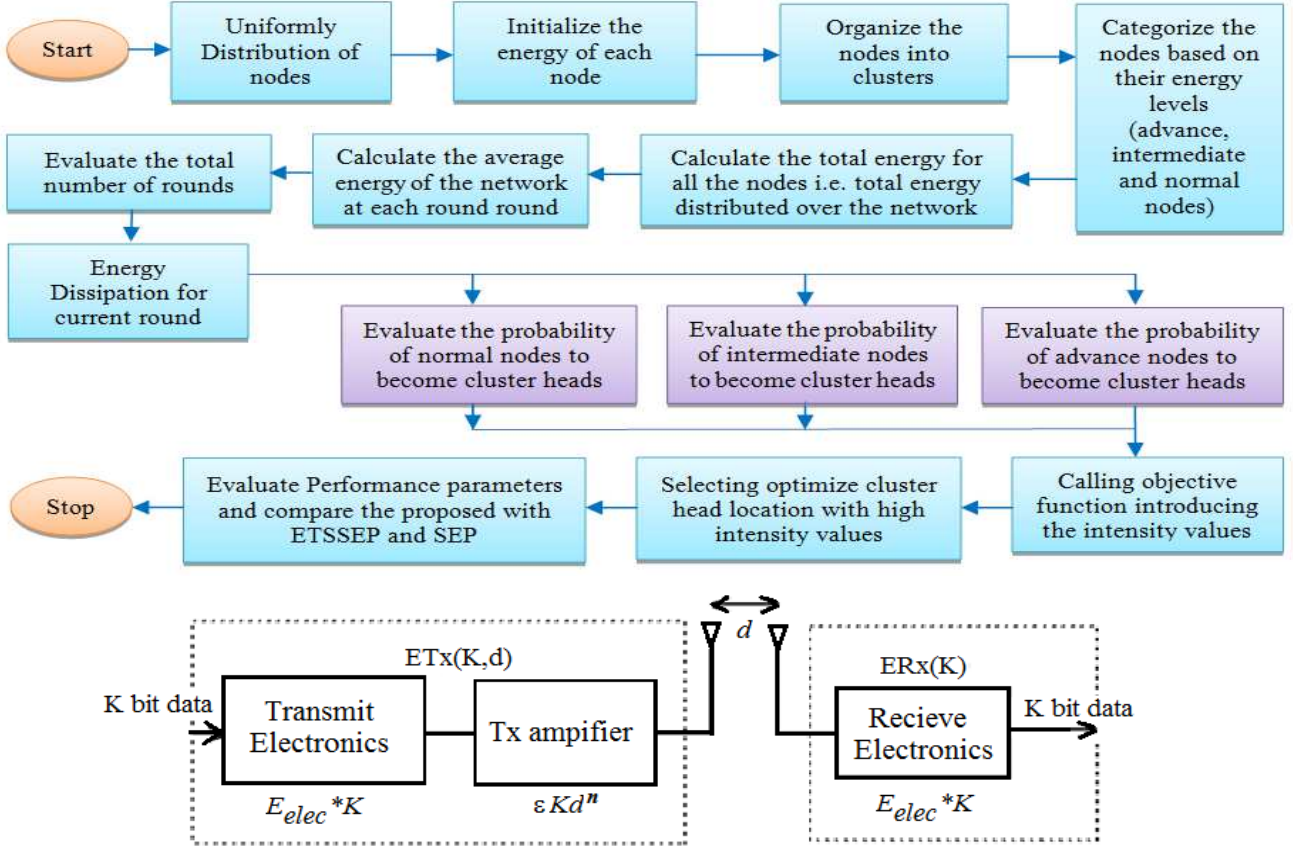 Start
Uniformly
Distribution of
nodes
Initialize the
energy of each
node
Organize the
nodes into
clusters
Categorize the
nodes based on
their energy
levels
(advance,
intermediate
and normal
nodes)
Calculate the total energy for
all the nodes i.e. total energy
distributed over the network
Calculate the average
energy of the network
at each round round
Evaluate the total
number of rounds
Energy
Dissipation for
current round
Evaluate the probability
of normal nodes to
become cluster heads
Evaluate the probability
of intermediate nodes
to become cluster heads
Evaluate the probability
of advance nodes to
become cluster heads
Calling objective
function introducing
the intensity values
Selecting optimize cluster
head location with high
intensity values
Evaluate Performance parameters
and compare the proposed with
ETSSEP and SEP
Stop
d
ETx(K,d)
K bit data
Transmit
Electronics
Tx ampifier
E_elec *K
εKd^n
ERx(K)
Recieve
Electronics
K bit data
E_elec *K